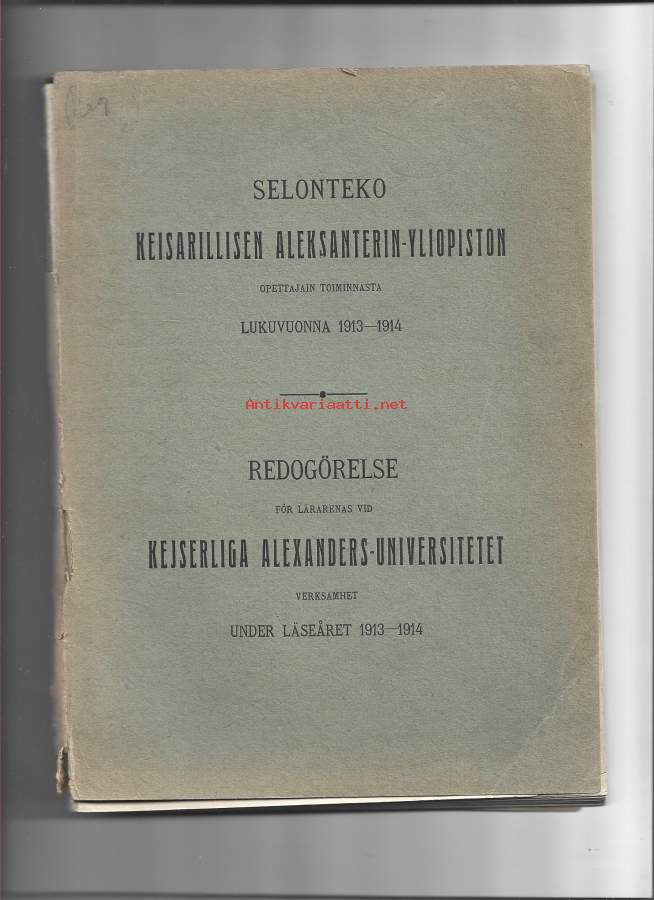 SELONTEKO
KEISARILLISEN ALEKSANTERIN-YLIOPISTON
OPETTAJAIN TOIMINNASTA
LUKUVUONNA 1913—1914
Antikvariaatti.net
REDOGÖRELSE
FÖR LÄRARENAS VID
KEJSERLIGA ALEXANDERS-UNIVERSITETET
VERKSAMHET
UNDER LÄSEÅRET 1913—1914